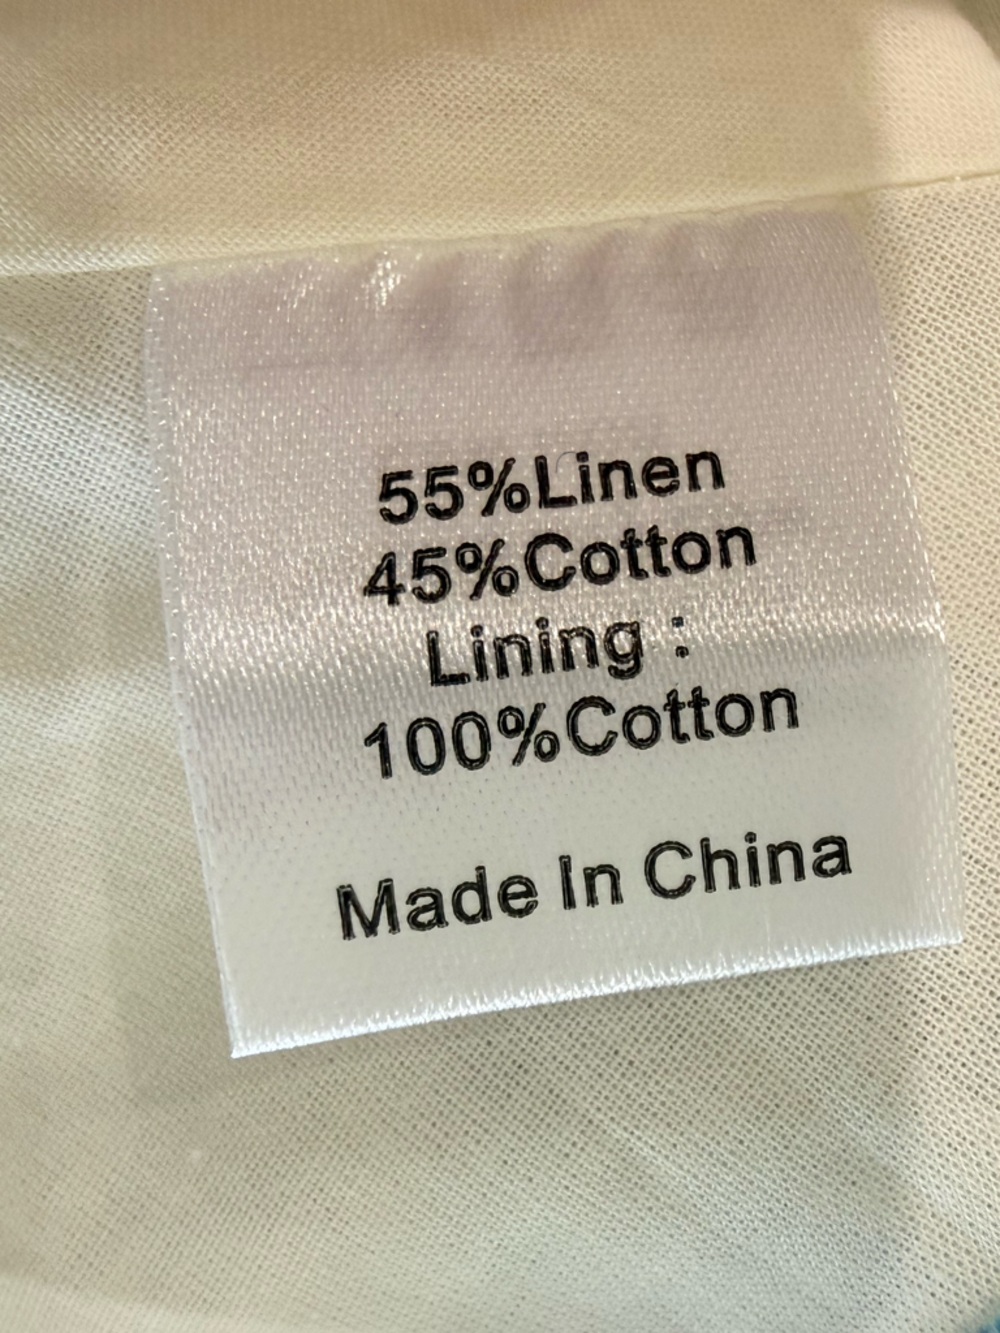 55%Linen
45%Cotton
Lining :
100%Cotton
Made In China